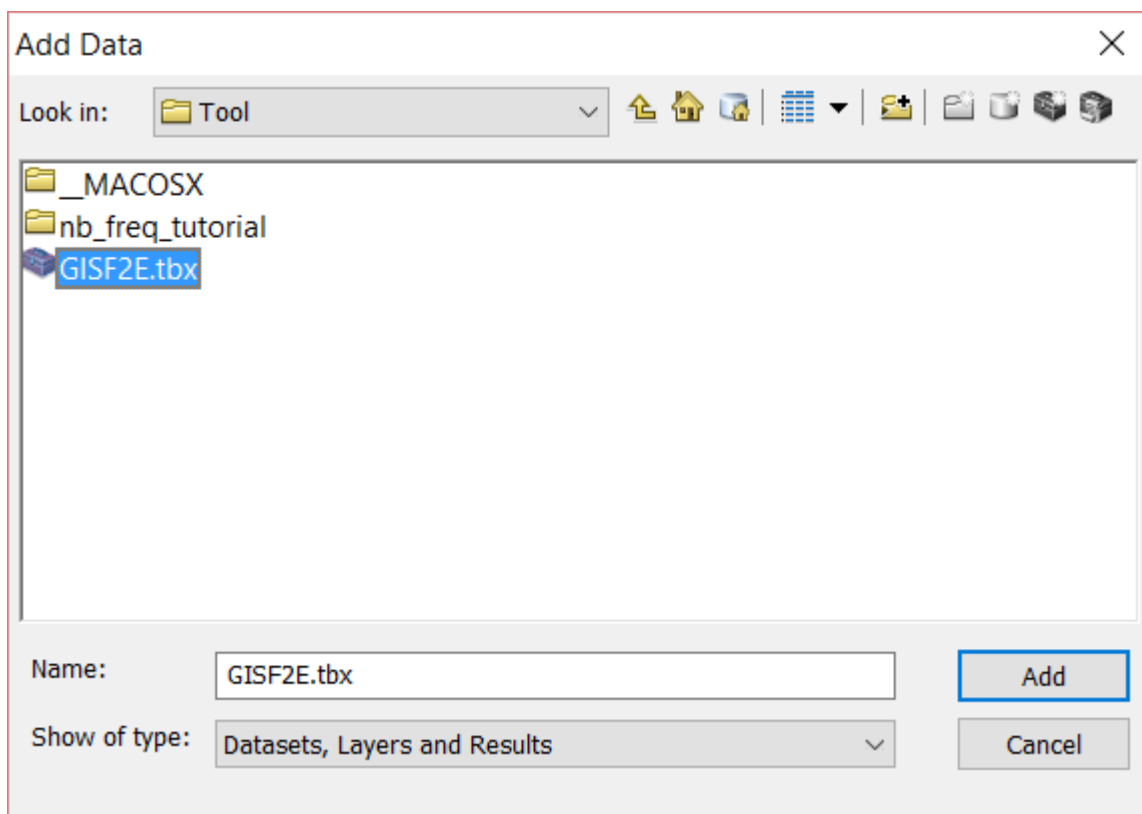 Add Data
Look in: Tool
__MACOSX
nb_freq_tutorial
GISF2E.tbx
Name: GISF2E.tbx Add
Show of type: Datasets, Layers and Results Cancel